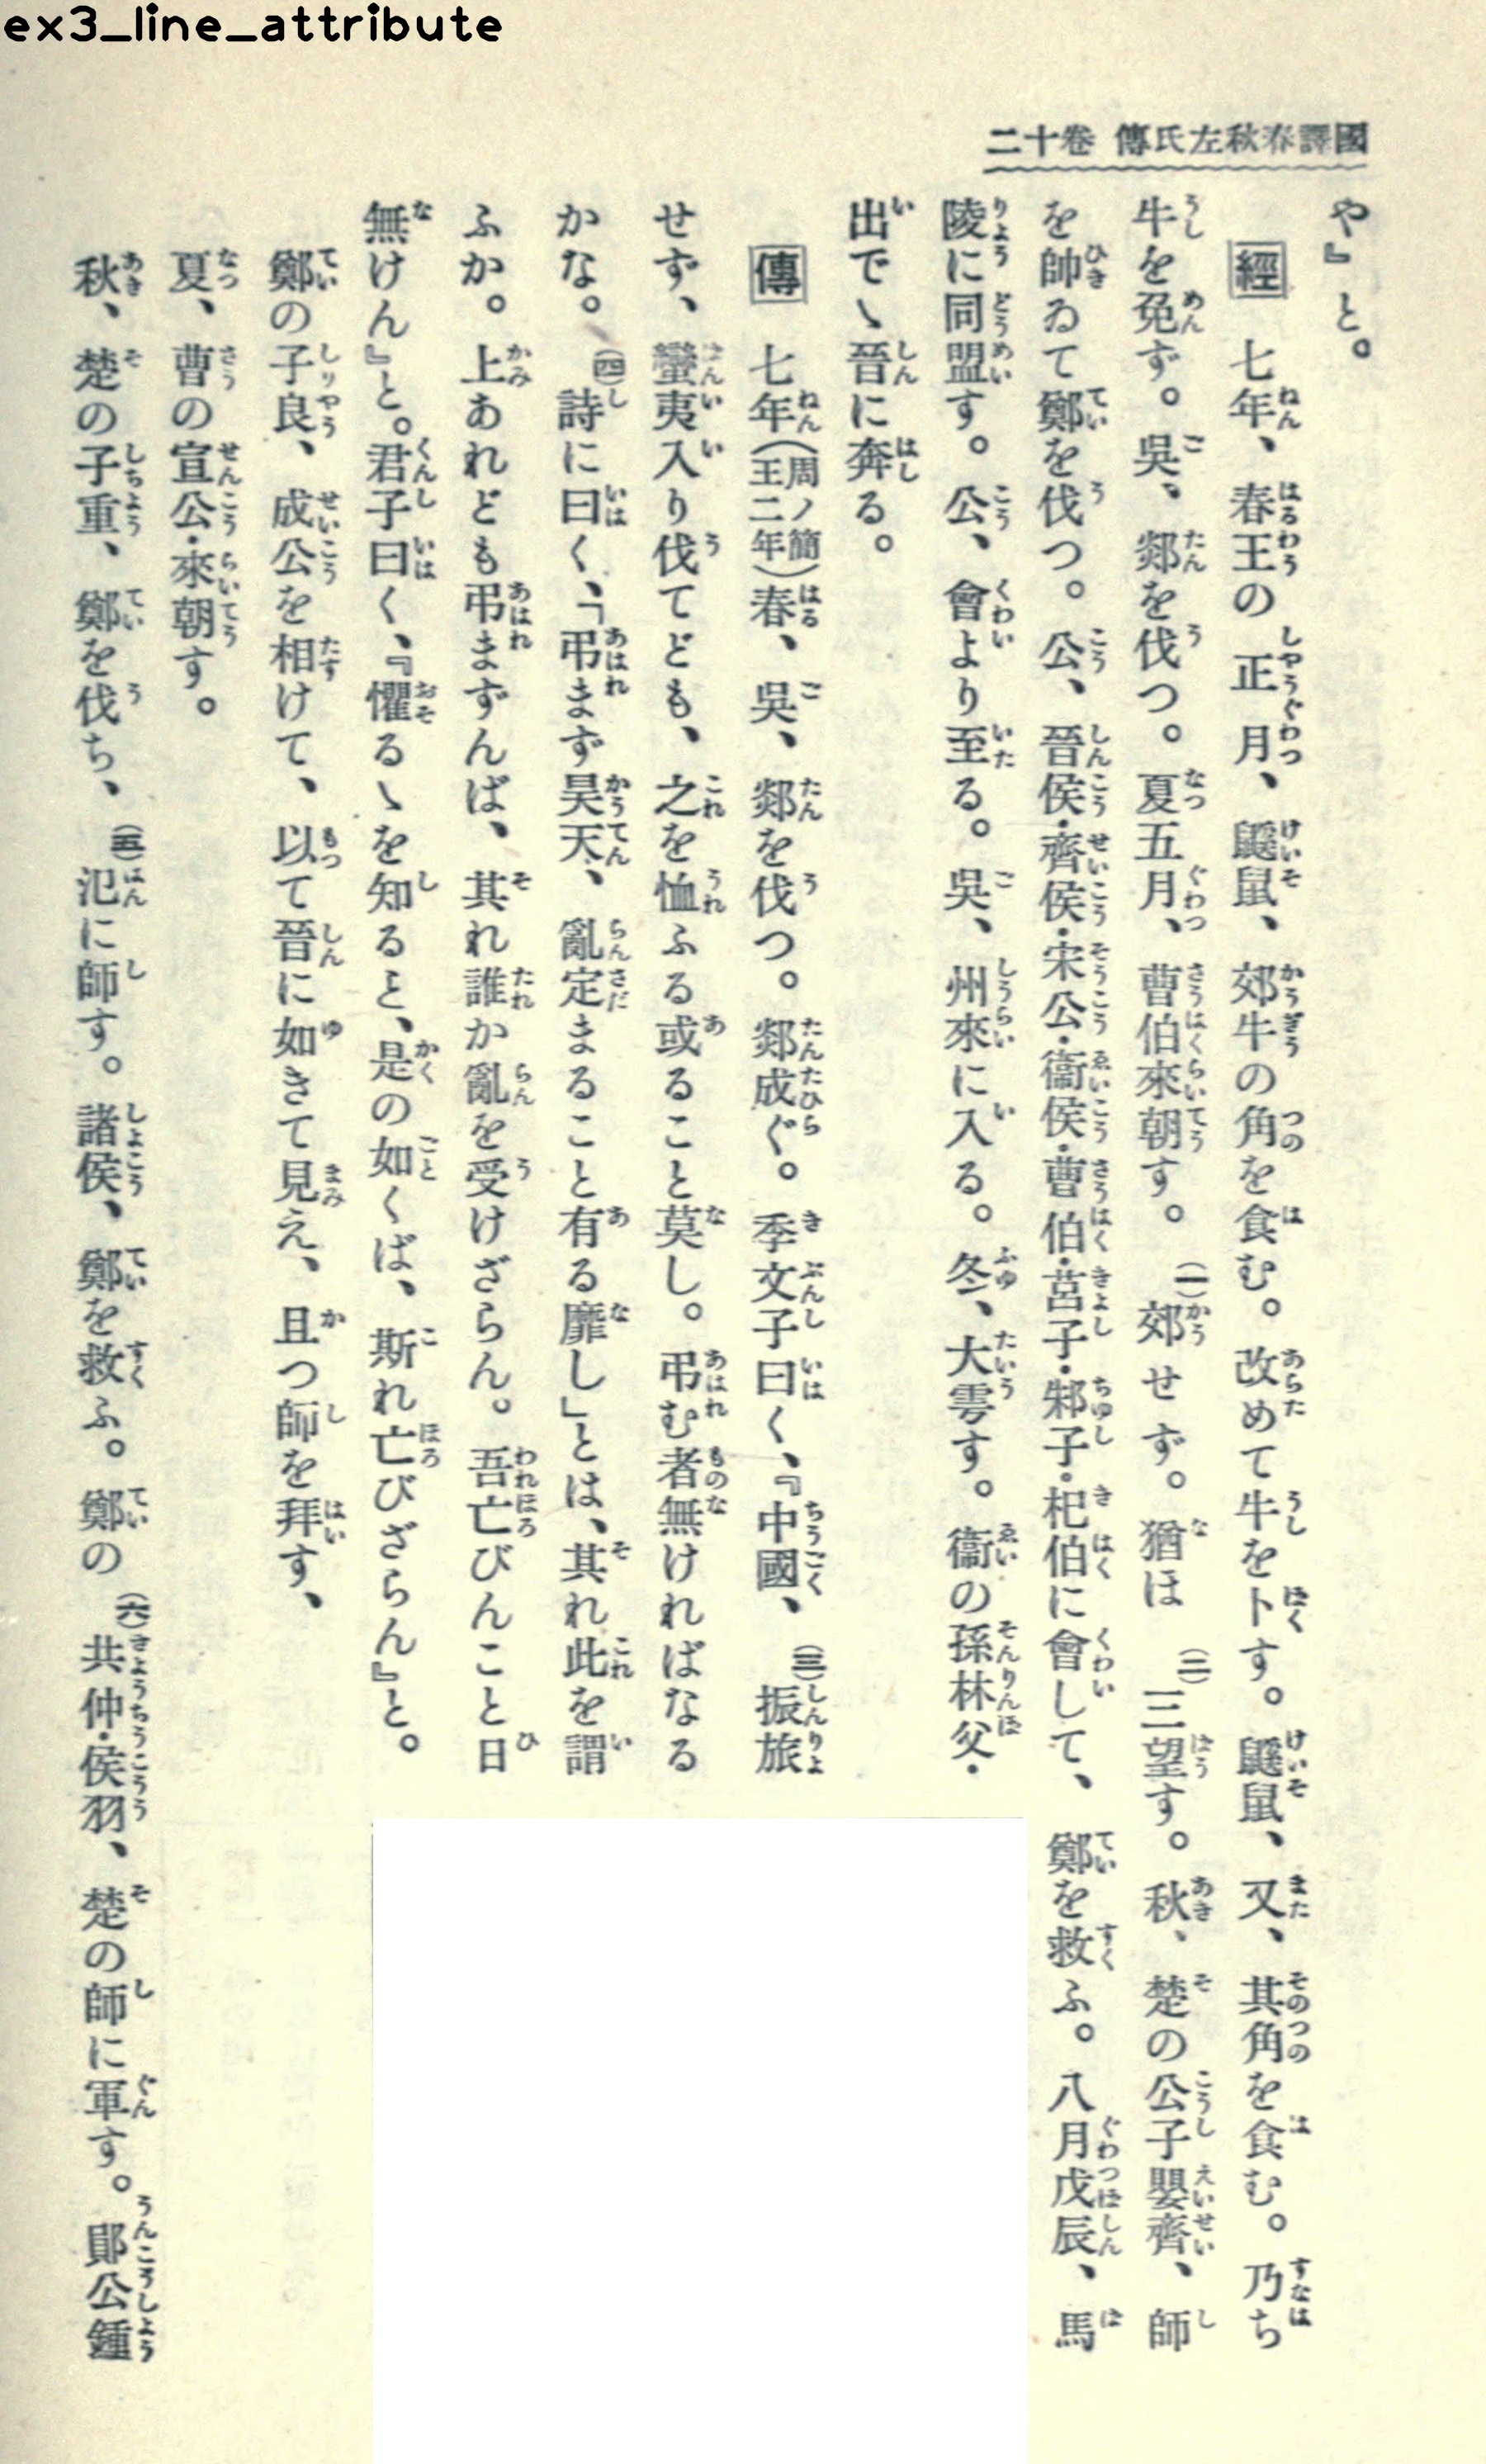 ex3_line_attribute
國譯春秋左氏傳 卷十二
や』と。
經 七年、春王の正月、鼷鼠、郊牛の角を食む。改めて牛をト す。鼷鼠、又、其角を食む。乃ち
牛を免ず。吳、郯を伐つ。夏五月、曹伯來朝す。(一)郊せず。猶ほ(二)三望す。秋、楚の公子嬰齊、師
を帥ゐて鄭を伐つ。公、晉侯・齊侯・宋公・衞侯・曹伯・莒子・邾子・杞伯に會して、鄭を救ふ。八月戊辰、馬
陵に同盟す。公、會より至る。吳、州來に入る。冬、大雩す。衞の孫林父・
出でゝ晉に奔る。
傳 七年(周ノ簡王二年)春、吳、郯を伐つ。郯成ぐ。季文子曰く、『中國、(三)振旅
せず、蠻夷入り伐てども、之を恤ふる或ること莫し。弔む者無ければなる
かな。(四)詩に曰く、「弔まず昊天、亂定まること有る靡し」とは、其れ此を謂
ふか。上あれども弔まずんば、其れ誰か亂を受けざらん。吾亡びんこと日
無けん』と。君子曰く、『懼るゝを知ると、是の如くば、斯れ亡びざらん』と。
鄭の子良、成公を相けて、以て晉に如きて見え、且つ師を拜す、
夏、曹の宣公・來朝す。
秋、楚の子重、鄭を伐ち、(五)氾に師す。諸侯、鄭を救ふ。鄭の(六)共仲・侯羽、楚の師に軍す。鄖公鍾